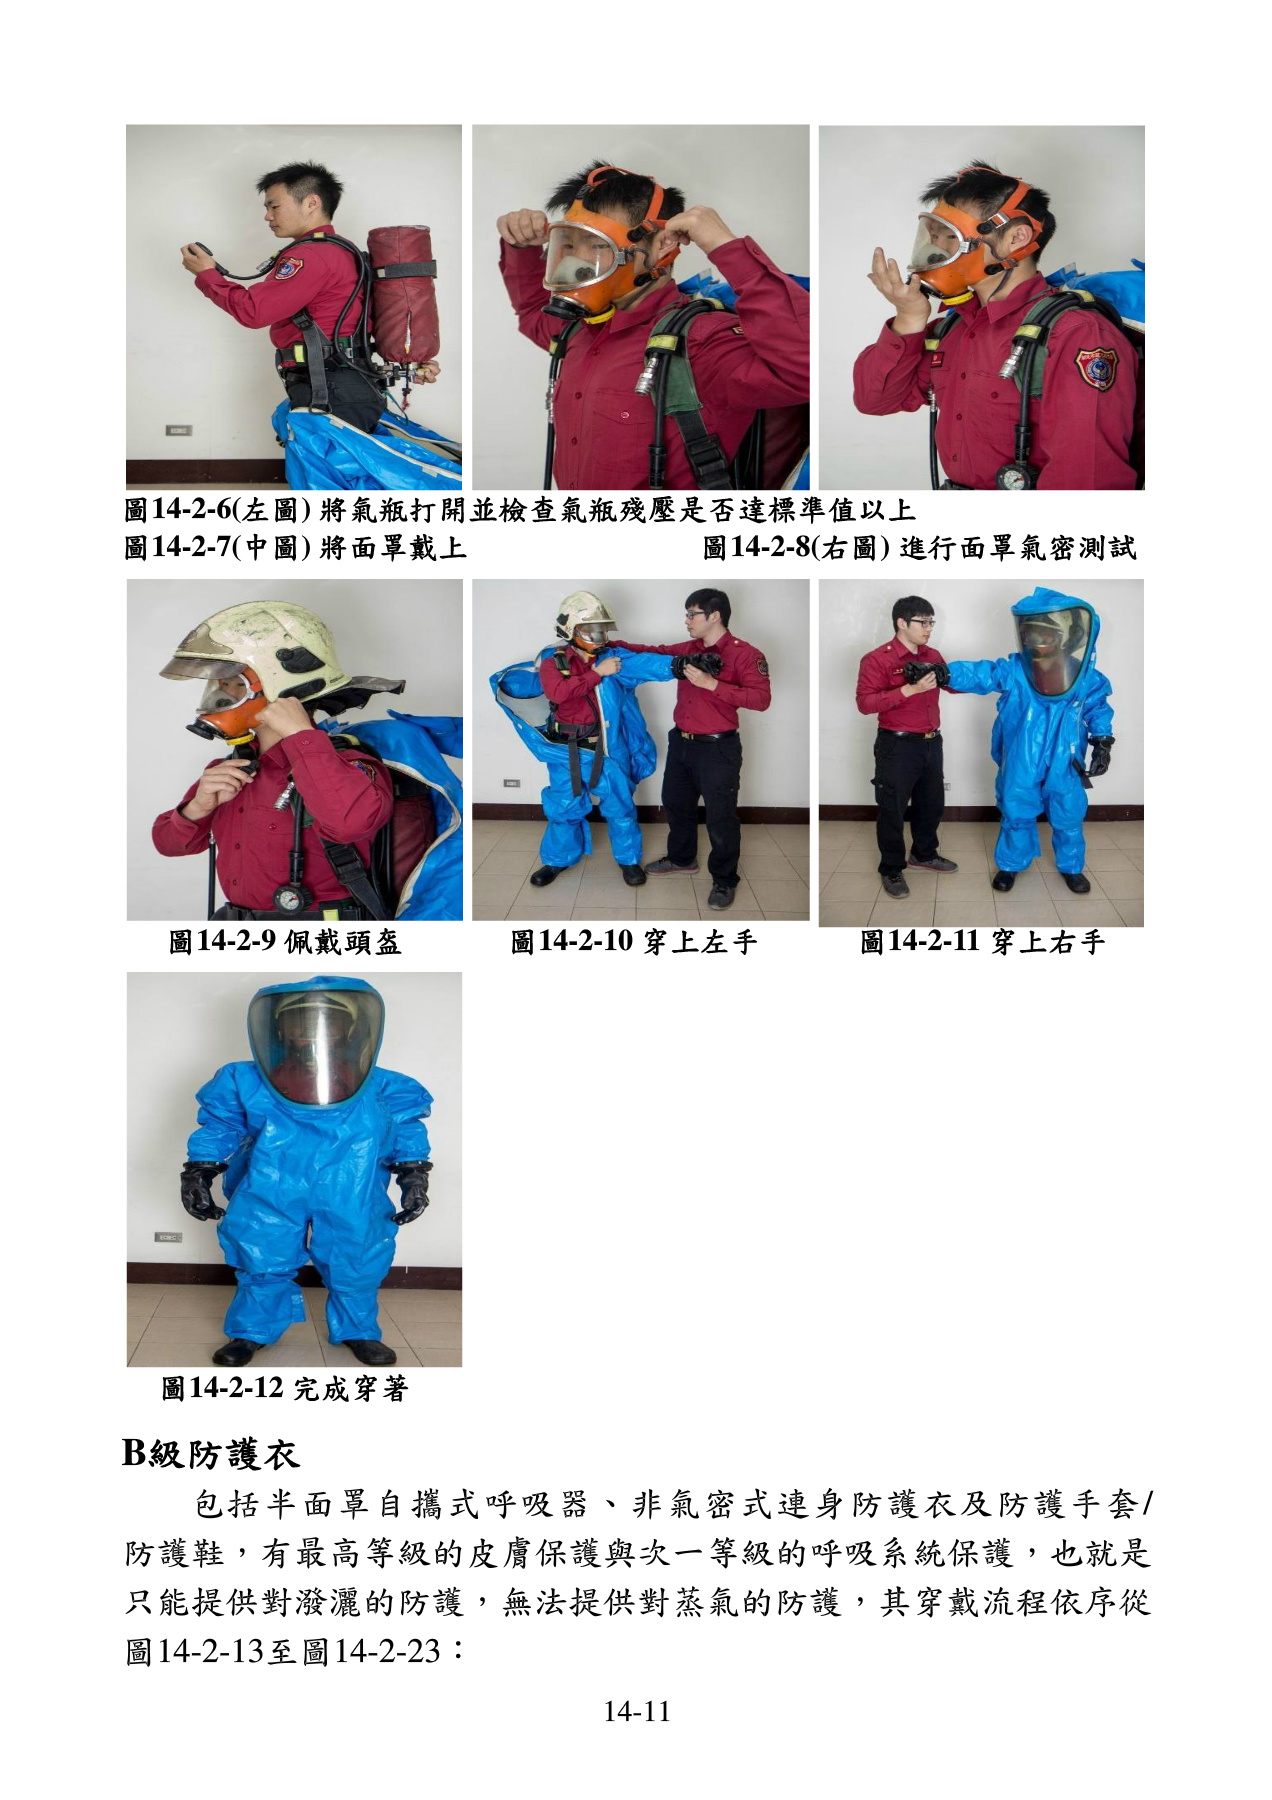 圖14-2-6(左圖) 將氣瓶打開並檢查氣瓶殘壓是否達標準值以上
圖14-2-7(中圖) 將面罩戴上 圖14-2-8(右圖) 進行面罩氣密測試
圖14-2-9 佩戴頭盔 圖14-2-10 穿上左手 圖14-2-11 穿上右手
圖14-2-12 完成穿著
B級防護衣
包括半面罩自攜式呼吸器、非氣密式連身防護衣及防護手套/
防護鞋，有最高等級的皮膚保護與次一等級的呼吸系統保護，也就是
只能提供對潑灑的防護，無法提供對蒸氣的防護，其穿戴流程依序從
圖14-2-13至圖14-2-23：
14-11